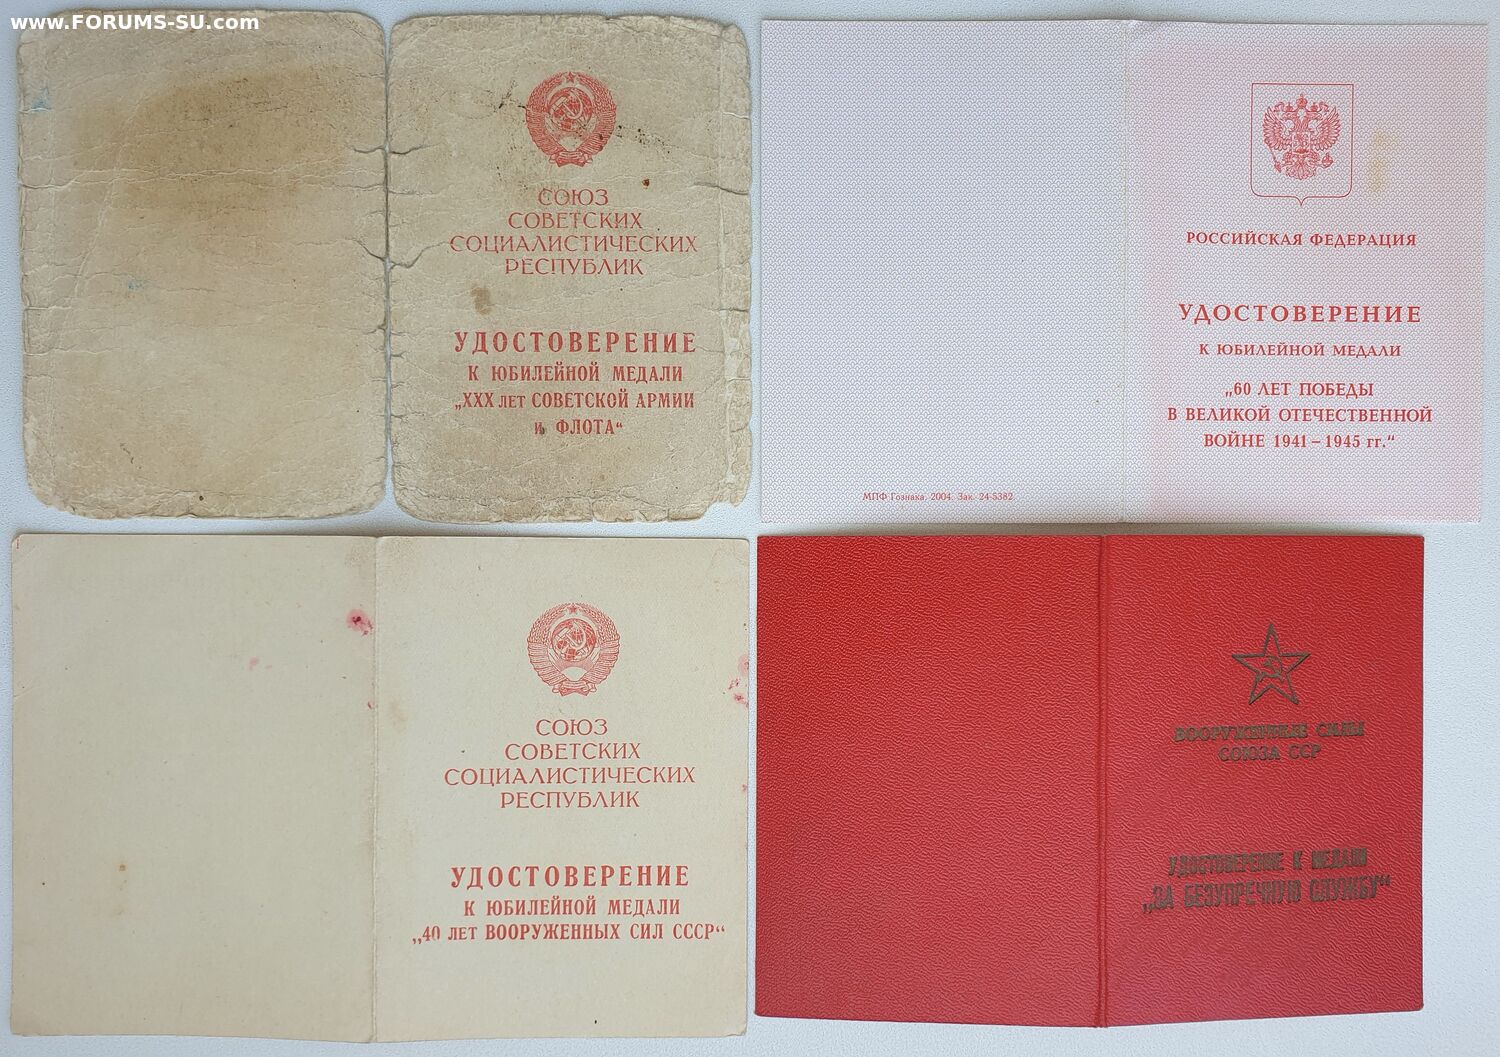 www.FORUMS-SU.com
СОЮЗ
СОВЕТСКИХ
СОЦИАЛИСТИЧЕСКИХ
РЕСПУБЛИК
УДОСТОВЕРЕНИЕ
К ЮБИЛЕЙНОЙ МЕДАЛИ
„XXX лет СОВЕТСКОЙ АРМИИ
и ФЛОТА“
РОССИЙСКАЯ ФЕДЕРАЦИЯ
УДОСТОВЕРЕНИЕ
К ЮБИЛЕЙНОЙ МЕДАЛИ
„60 ЛЕТ ПОБЕДЫ
В ВЕЛИКОЙ ОТЕЧЕСТВЕННОЙ
ВОЙНЕ 1941 – 1945 гг.“
МПФ Гознака. 2004. Зак. 24-5382.
СОЮЗ
СОВЕТСКИХ
СОЦИАЛИСТИЧЕСКИХ
РЕСПУБЛИК
УДОСТОВЕРЕНИЕ
К ЮБИЛЕЙНОЙ МЕДАЛИ
„40 ЛЕТ ВООРУЖЕННЫХ СИЛ СССР“
ВООРУЖЕННЫЕ СИЛЫ
СОЮЗА ССР
УДОСТОВЕРЕНИЕ К МЕДАЛИ
„ЗА БЕЗУПРЕЧНУЮ СЛУЖБУ“